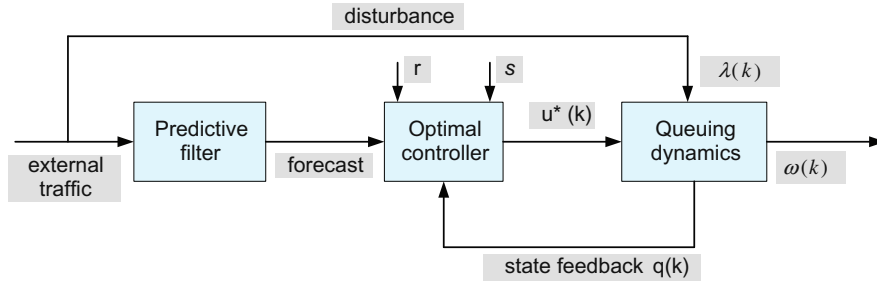 disturbance
r
s
λ(k)
Predictive
filter
Optimal
controller
u* (k)
Queuing
dynamics
external
traffic
forecast
ω(k)
state feedback q(k)